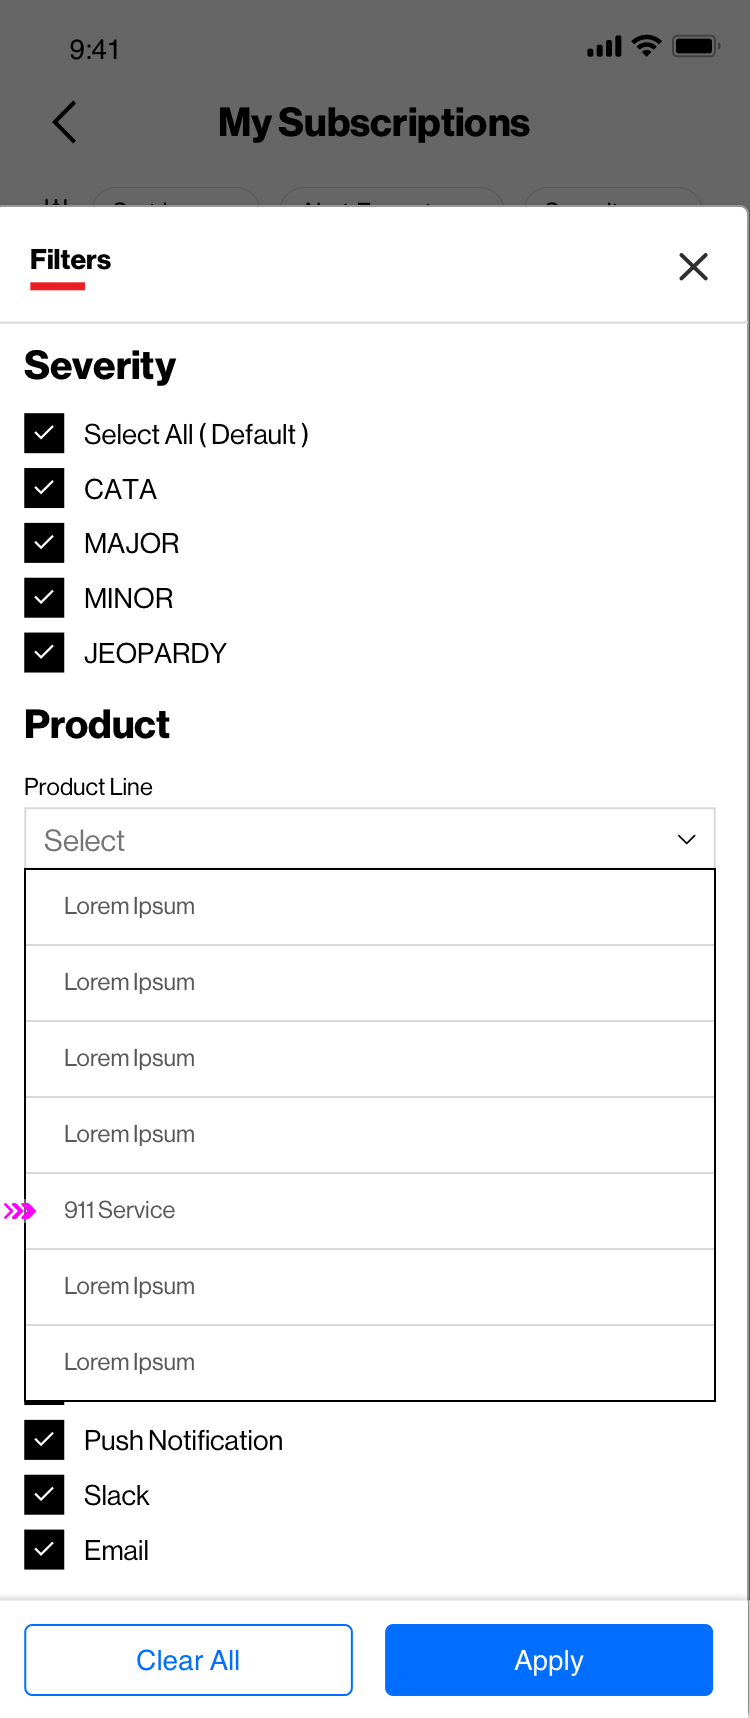 9:41
My Subscriptions
Filters
Severity
Select All ( Default )
CATA
MAJOR
MINOR
JEOPARDY
Product
Product Line
Select
Lorem Ipsum
Lorem Ipsum
Lorem Ipsum
Lorem Ipsum
911 Service
Lorem Ipsum
Lorem Ipsum
Push Notification
Slack
Email
Clear All
Apply